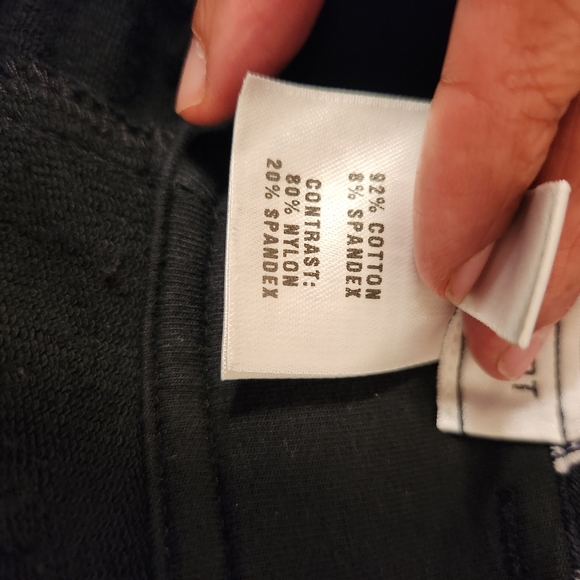 92% COTTON
8% SPANDEX
CONTRAST:
80% NYLON
20% SPANDEX